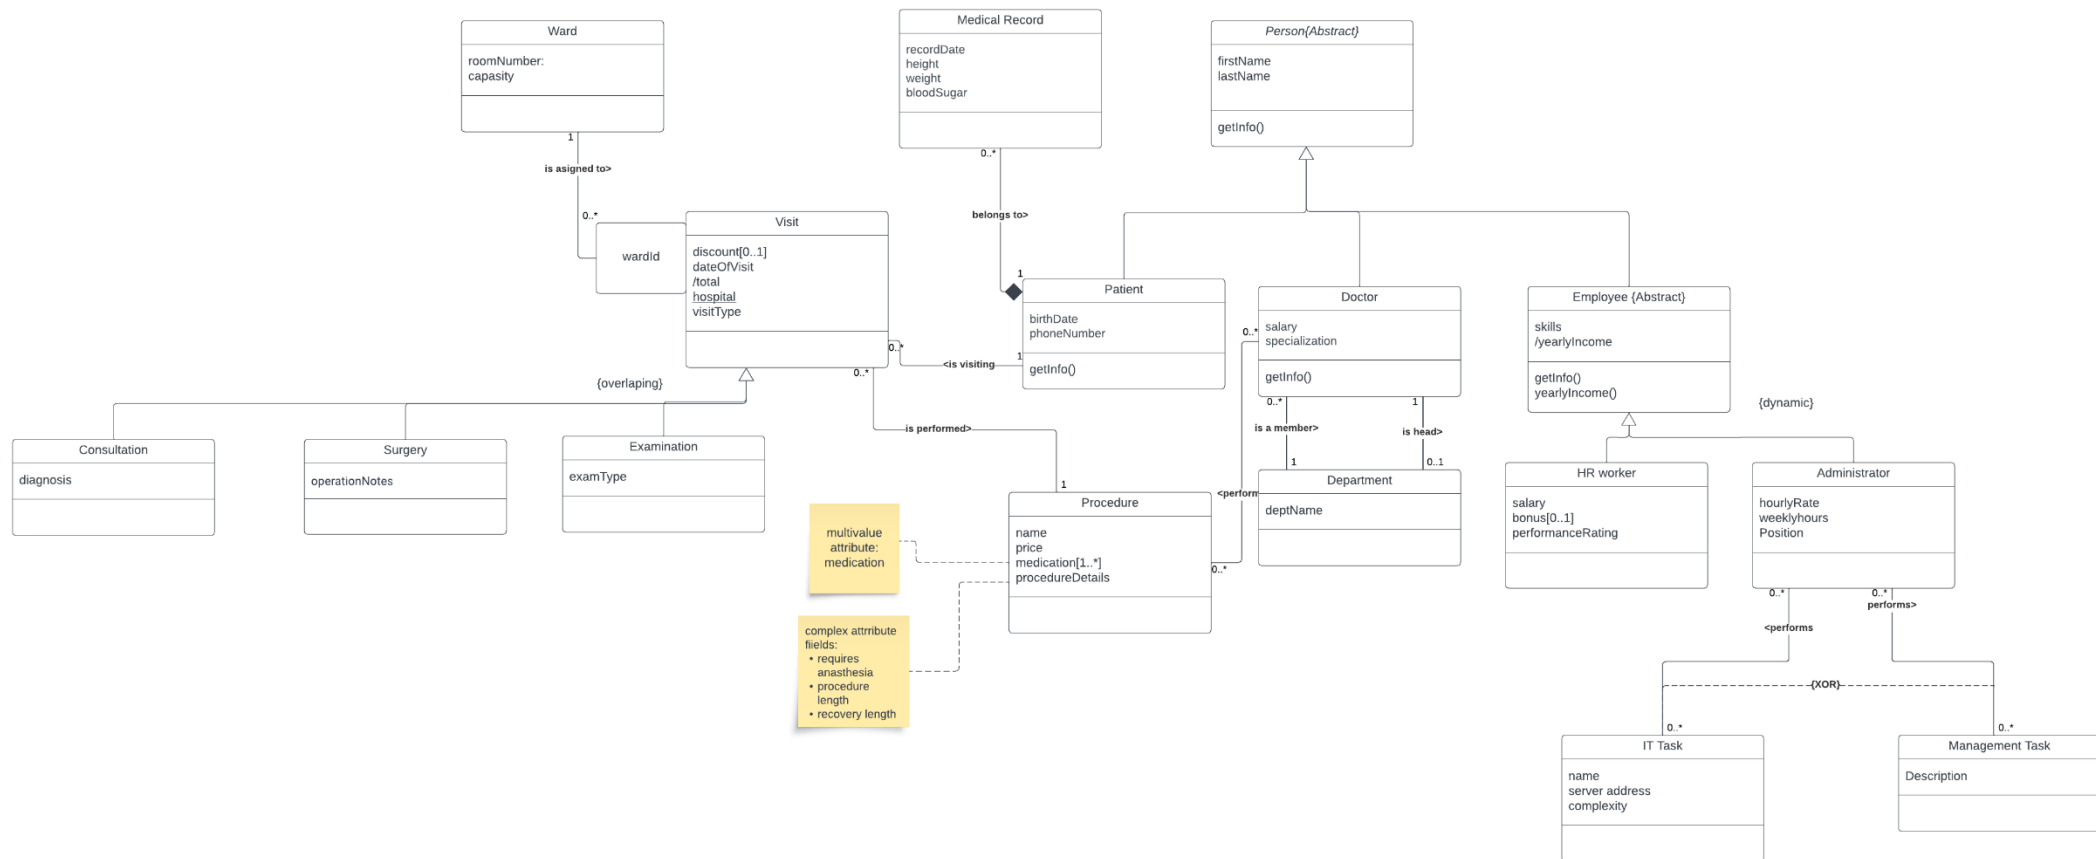 Ward
roomNumber:
capasity
1
is asigned to>
0..*
wardId
Medical Record
recordDate
height
weight
bloodSugar
0..*
belongs to>
1
Person{Abstract}
firstName
lastName
getInfo()
Visit
discount[0..1]
dateOfVisit
/total
hospital
visitType
0..*
<is visiting
1
0..*
{overlaping}
Patient
birthDate
phoneNumber
getInfo()
Doctor
salary
specialization
getInfo()
0..*
0..*
is a member>
1
1
is head>
0..1
Employee {Abstract}
skills
/yearlyIncome
getInfo()
yearlyIncome()
{dynamic}
Consultation
diagnosis
Surgery
operationNotes
Examination
examType
is performed>
1
Procedure
name
price
medication[1..*]
procedureDetails
<perform
0..*
Department
deptName
HR worker
salary
bonus[0..1]
performanceRating
Administrator
hourlyRate
weeklyhours
Position
multivalue
attribute:
medication
complex attrribute
fiields:
• requires
anasthesia
• procedure
length
• recovery length
0..*
<performs
0..*
performs>
{XOR}
0..*
0..*
IT Task
name
server address
complexity
Management Task
Description